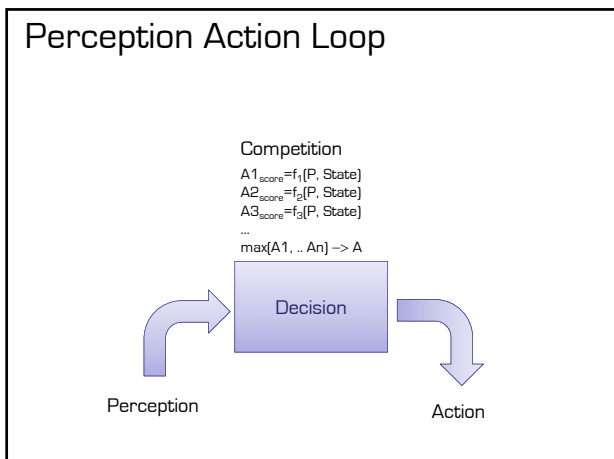 Perception Action Loop
Competition
A1score=f1(P, State)
A2score=f2(P, State)
A3score=f3(P, State)
...
max(A1, .. An) –> A
Decision
Perception
Action